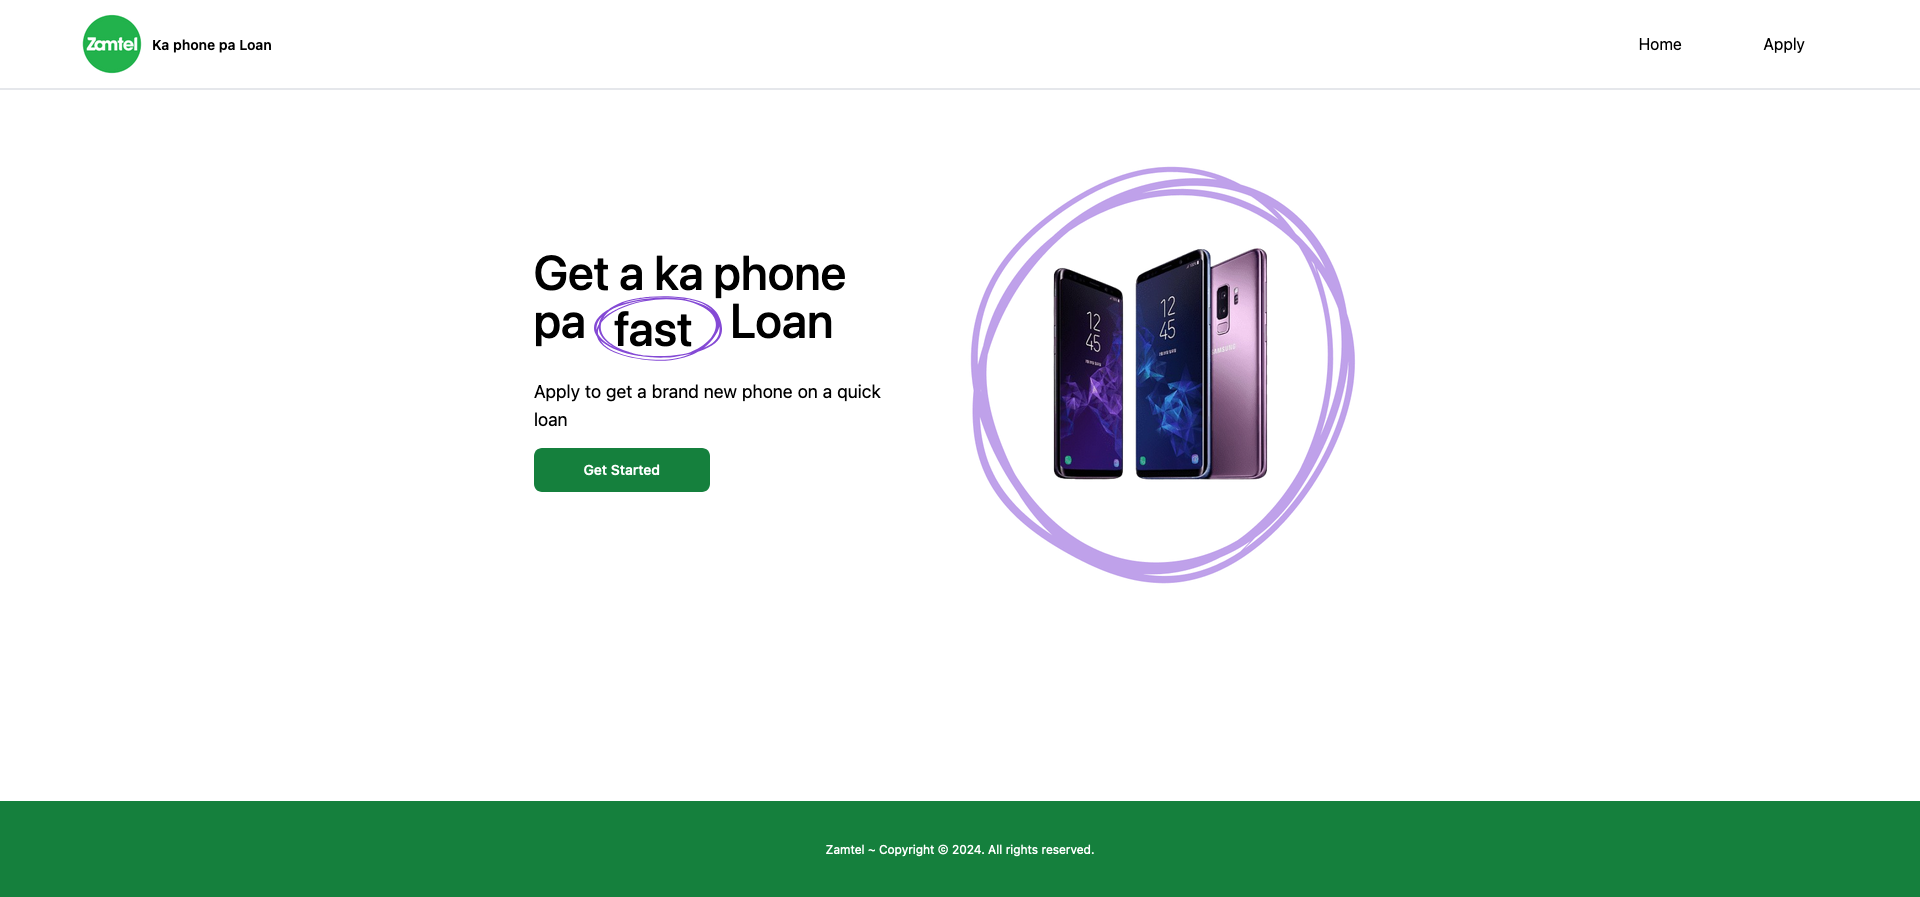 Zamtel
Ka phone pa Loan
Home
Apply
Get a ka phone
pa fast Loan
Apply to get a brand new phone on a quick
loan
Get Started
12
45
12
45
SAMSUNG
Zamtel ~ Copyright © 2024. All rights reserved.